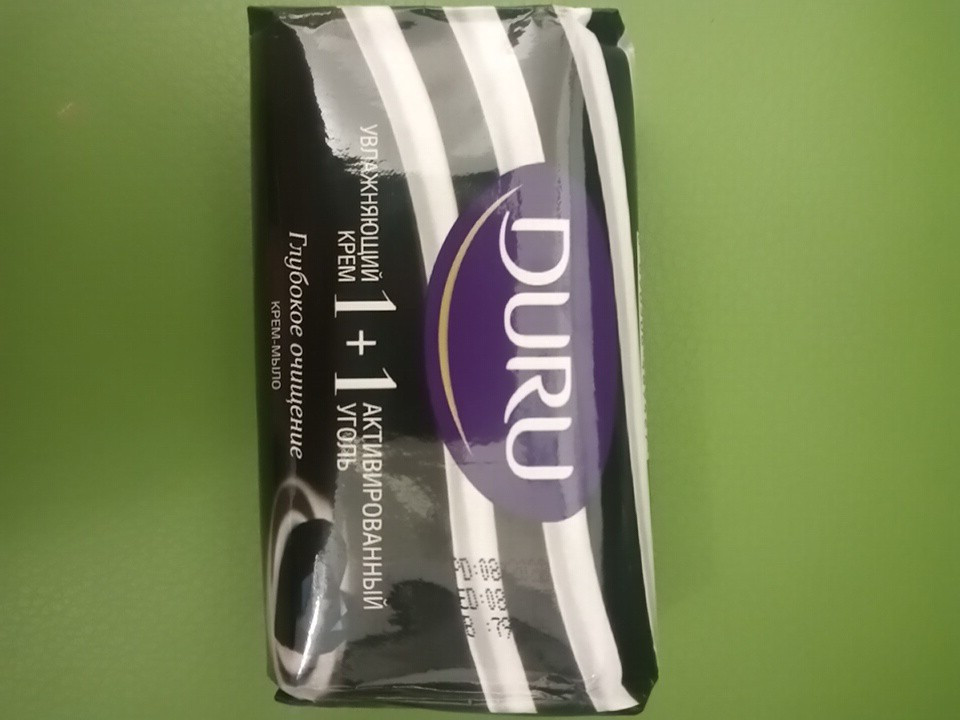 DURU
УВЛАЖНЯЮЩИЙ
КРЕМ
1 + 1
АКТИВИРОВАННЫЙ
УГОЛЬ
Глубокое очищение
КРЕМ-МЫЛО